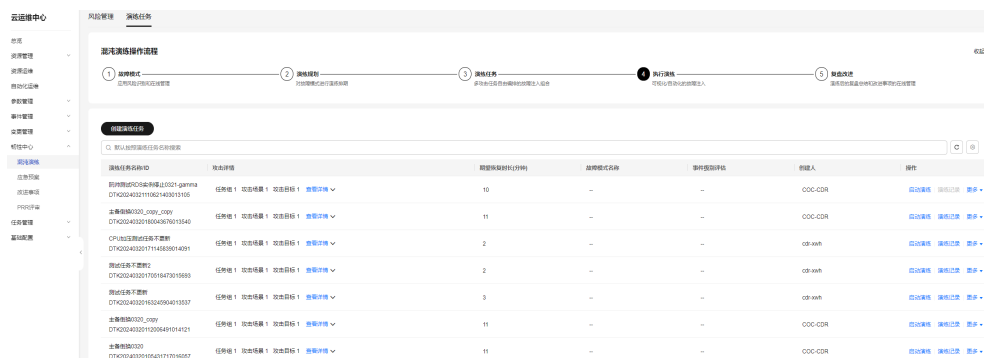 云运维中心
风险管理 演练任务
总览
资源管理
资源运维
自动化运维
参数管理
事件管理
变更管理
韧性中心
混沌演练
应急预案
改进事项
PRR评审
任务管理
基础配置
混沌演练操作流程
收起
1 故障模式
应用风险识别和在线管理
2 演练规划
对故障模式进行演练排期
3 演练任务
多攻击任务自由编排的故障注入组合
4 执行演练
可视化/自动化的故障注入
5 复盘改进
演练后的复盘总结和改进事项的在线管理
创建演练任务
默认按照演练任务名称搜索
演练任务名称/ID 攻击详情 期望恢复时长(分钟) 故障模式名称 事件级别评估 创建人 操作
防抖测试RDS实例停止0321-gamma
DTK20240321110621403013105
任务组 1 攻击场景 1 攻击目标 1 查看详情 10 -- -- COC-CDR 启动演练 演练记录 更多
主备倒换0320_copy_copy
DTK20240320180043676013540
任务组 1 攻击场景 1 攻击目标 1 查看详情 11 -- -- COC-CDR 启动演练 演练记录 更多
CPU加压测试任务不更新
DTK20240320171145839014091
任务组 1 攻击场景 1 攻击目标 1 查看详情 2 -- -- cdr-xwh 启动演练 演练记录 更多
测试任务不更新2
DTK20240320170518473015693
任务组 1 攻击场景 1 攻击目标 1 查看详情 2 -- -- cdr-xwh 启动演练 演练记录 更多
测试任务不更新
DTK20240320163245904013537
任务组 1 攻击场景 1 攻击目标 1 查看详情 3 -- -- cdr-xwh 启动演练 演练记录 更多
主备倒换0320_copy
DTK20240320112006491014121
任务组 1 攻击场景 1 攻击目标 1 查看详情 11 -- -- COC-CDR 启动演练 演练记录 更多
主备倒换0320
DTK20240320105431717016057
任务组 1 攻击场景 1 攻击目标 1 查看详情 11 -- -- COC-CDR 启动演练 演练记录 更多